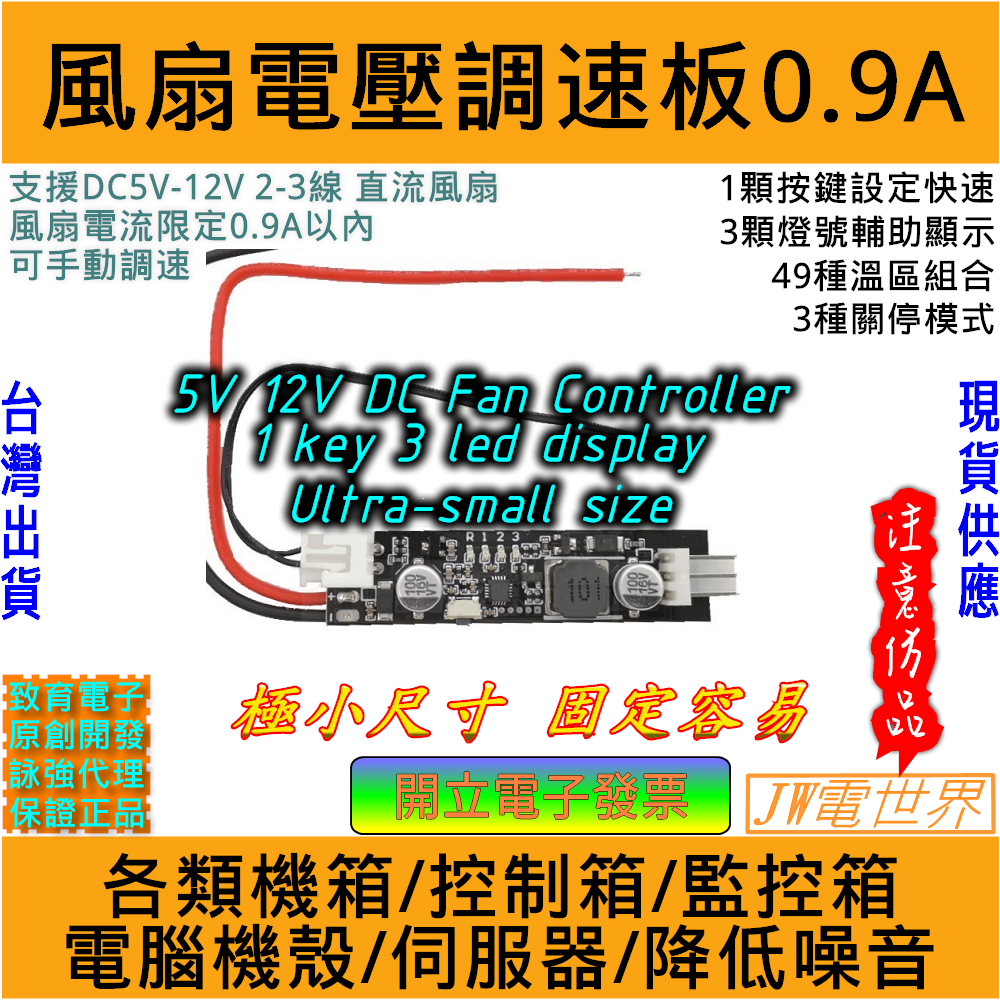 風扇電壓調速板0.9A
支援DC5V-12V 2-3線 直流風扇
風扇電流限定0.9A以內
可手動調速
1顆按鍵設定快速
3顆燈號輔助顯示
49種溫區組合
3種關停模式
5V 12V DC Fan Controller
1 key 3 led display
Ultra-small size
台灣出貨
現貨供應
注意仿品
R 1 2 3
100
16V
VT
101
100
16V
VT
+
-
極小尺寸 固定容易
致育電子
原創開發
詠強代理
保證正品
開立電子發票
JW電世界
各類機箱/控制箱/監控箱
電腦機殼/伺服器/降低噪音